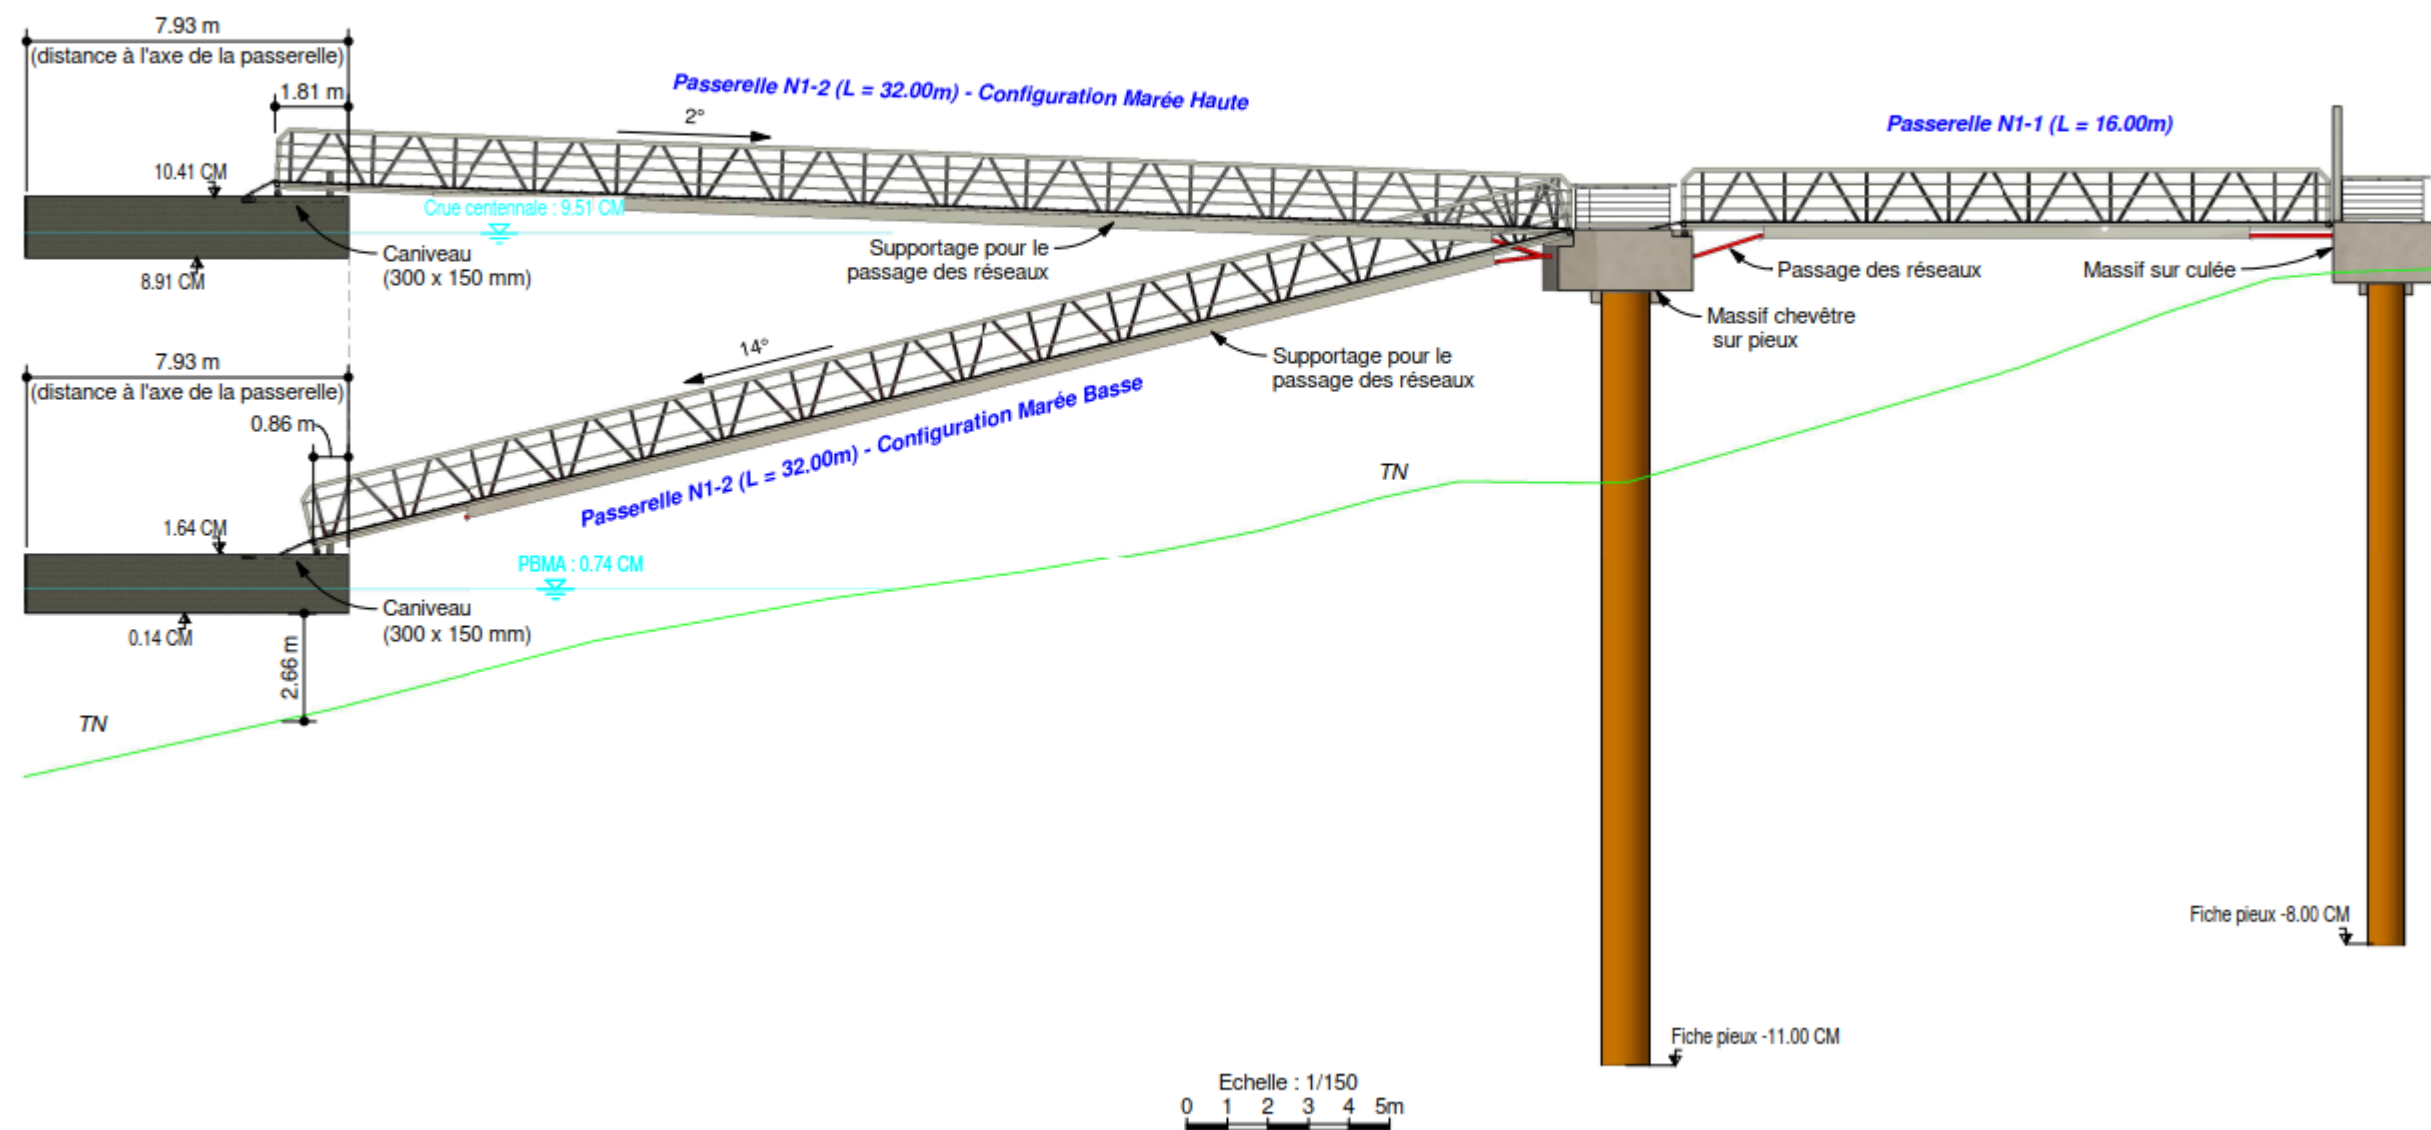 7.93 m
(distance à l'axe de la passerelle)
1.81 m
Passerelle N1-2 (L = 32.00m) - Configuration Marée Haute
2°
Passerelle N1-1 (L = 16.00m)
10.41 CM
Crue centennale : 9.51 CM
8.91 CM
Caniveau
(300 x 150 mm)
Supportage pour le
passage des réseaux
Passage des réseaux
Massif sur culée
Massif chevêtre
sur pieux
7.93 m
(distance à l'axe de la passerelle)
0.86 m
14°
Supportage pour le
passage des réseaux
Passerelle N1-2 (L = 32.00m) - Configuration Marée Basse
TN
1.64 CM
PBMA : 0.74 CM
0.14 CM
Caniveau
(300 x 150 mm)
2.66 m
TN
Fiche pieux -8.00 CM
Fiche pieux -11.00 CM
Echelle : 1/150
0 1 2 3 4 5m